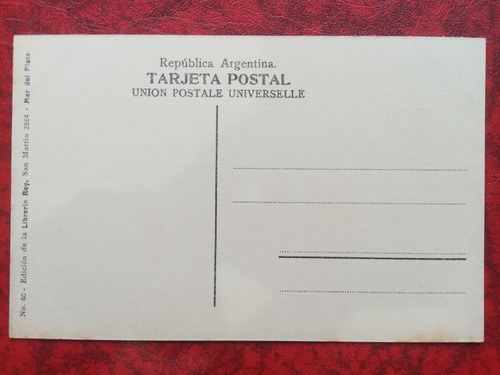 República Argentina.
TARJETA POSTAL
UNION POSTALE UNIVERSELLE
No. 40 - Edición de la Librería Rey, San Martín 2564 - Mar del Plata.